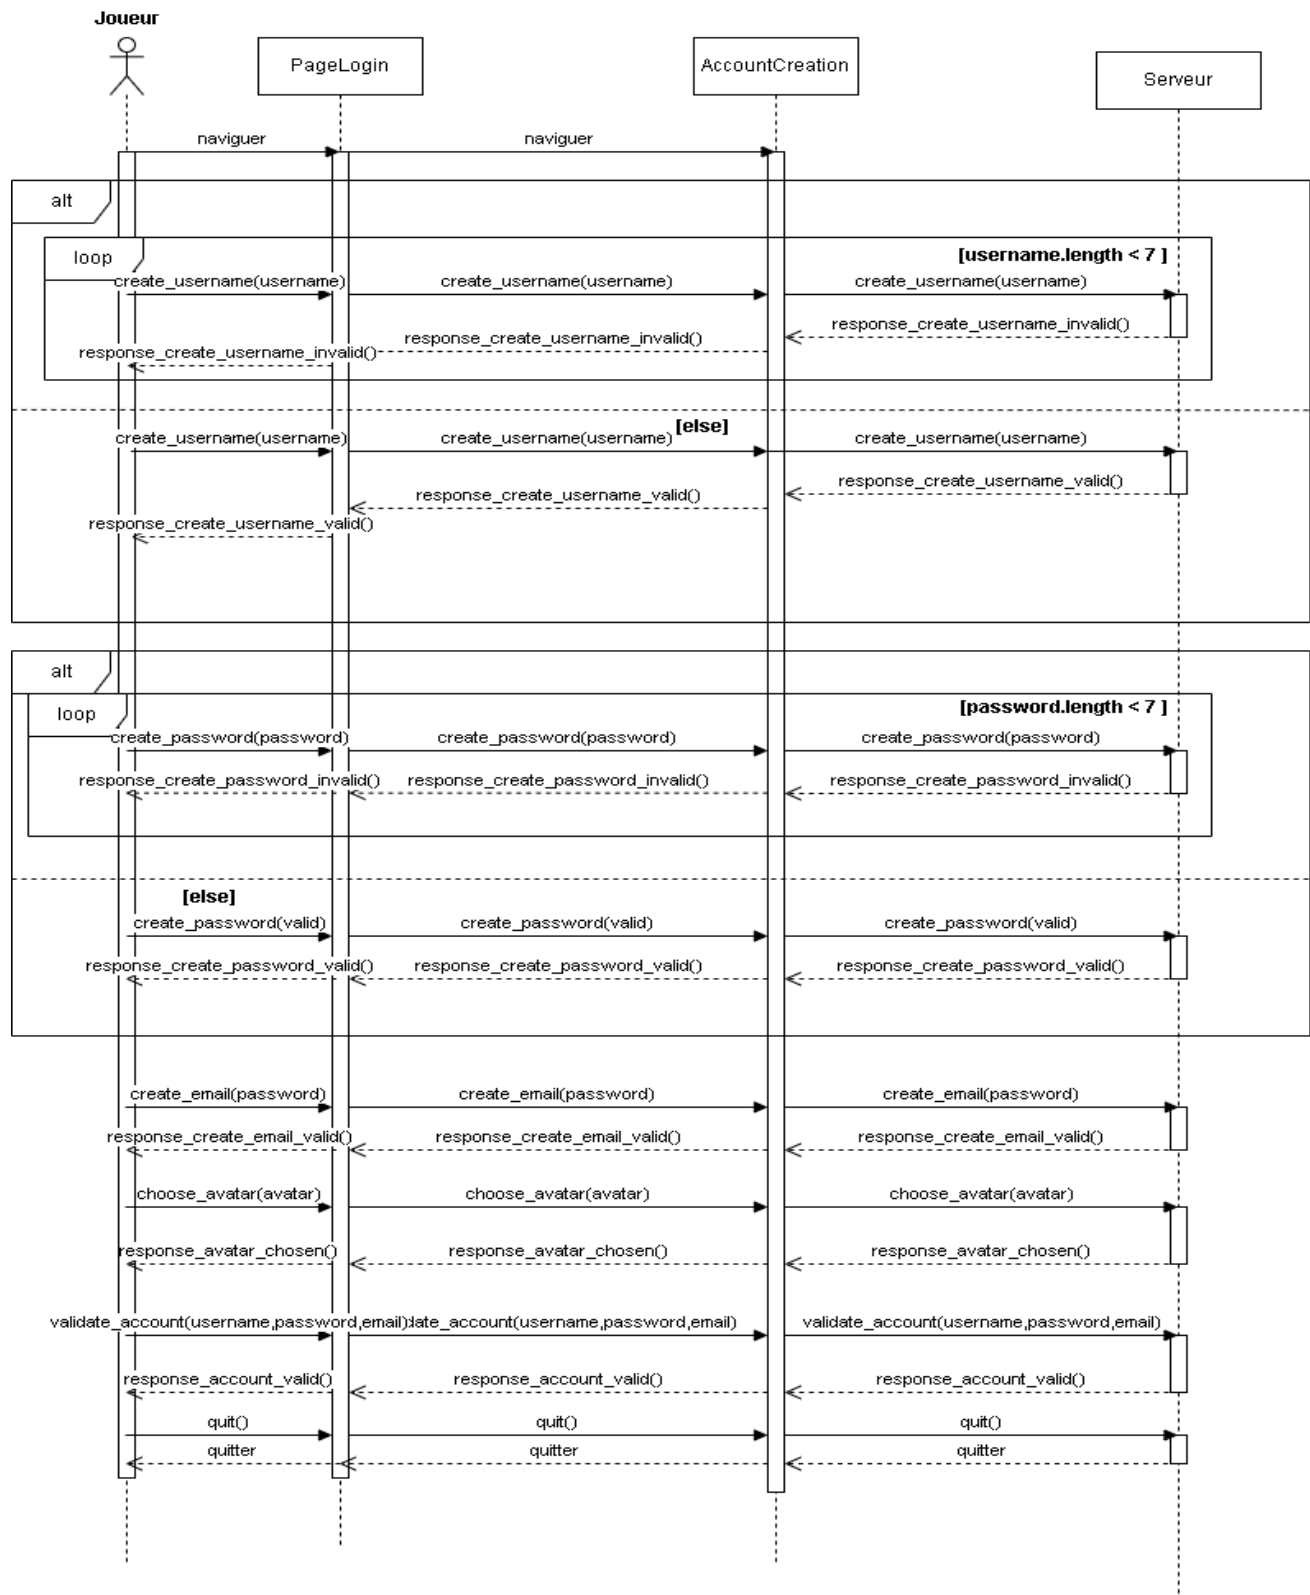 Joueur
PageLogin
AccountCreation
Serveur
naviguer naviguer
alt
loop [username.length < 7 ]
create_username(username) create_username(username) create_username(username)
response_create_username_invalid() response_create_username_invalid() response_create_username_invalid()
[else]
create_username(username) create_username(username) create_username(username)
response_create_username_valid() response_create_username_valid() response_create_username_valid()
alt
loop [password.length < 7 ]
create_password(password) create_password(password) create_password(password)
response_create_password_invalid() response_create_password_invalid() response_create_password_invalid()
[else]
create_password(valid) create_password(valid) create_password(valid)
response_create_password_valid() response_create_password_valid() response_create_password_valid()
create_email(password) create_email(password) create_email(password)
response_create_email_valid() response_create_email_valid() response_create_email_valid()
choose_avatar(avatar) choose_avatar(avatar) choose_avatar(avatar)
response_avatar_chosen() response_avatar_chosen() response_avatar_chosen()
validate_account(username,password,email) date_account(username,password,email) validate_account(username,password,email)
response_account_valid() response_account_valid() response_account_valid()
quit() quit() quit()
quitter quitter quitter